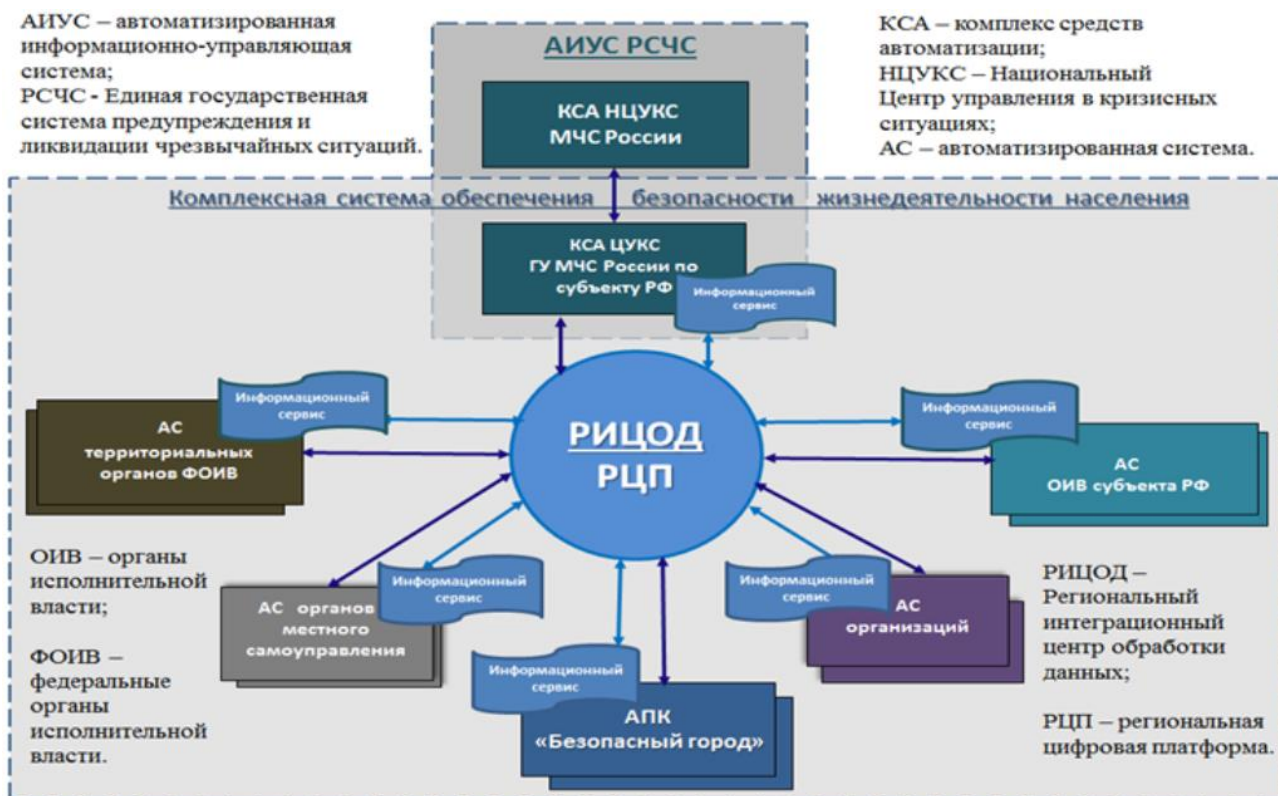 АИУС – автоматизированная
информационно-управляющая
система;
РСЧС - Единая государственная
система предупреждения и
ликвидации чрезвычайных ситуаций.
АИУС РСЧС
КСА НЦУКС
МЧС России
КСА – комплекс средств
автоматизации;
НЦУКС – Национальный
Центр управления в кризисных
ситуациях;
АС – автоматизированная система.
Комплексная система обеспечения безопасности жизнедеятельности населения
КСА ЦУКС
ГУ МЧС России по
субъекту РФ
Информационный
сервис
Информационный
сервис
АС
территориальных
органов ФОИВ
РИЦОД
РЦП
Информационный
сервис
АС
ОИВ субъекта РФ
ОИВ – органы
исполнительной
власти;
ФОИВ –
федеральные
органы
исполнительной
власти.
Информационный
сервис
АС органов
местного
самоуправления
Информационный
сервис
АПК
«Безопасный город»
Информационный
сервис
АС
организаций
РИЦОД –
Региональный
интеграционный
центр обработки
данных;
РЦП – региональная
цифровая платформа.